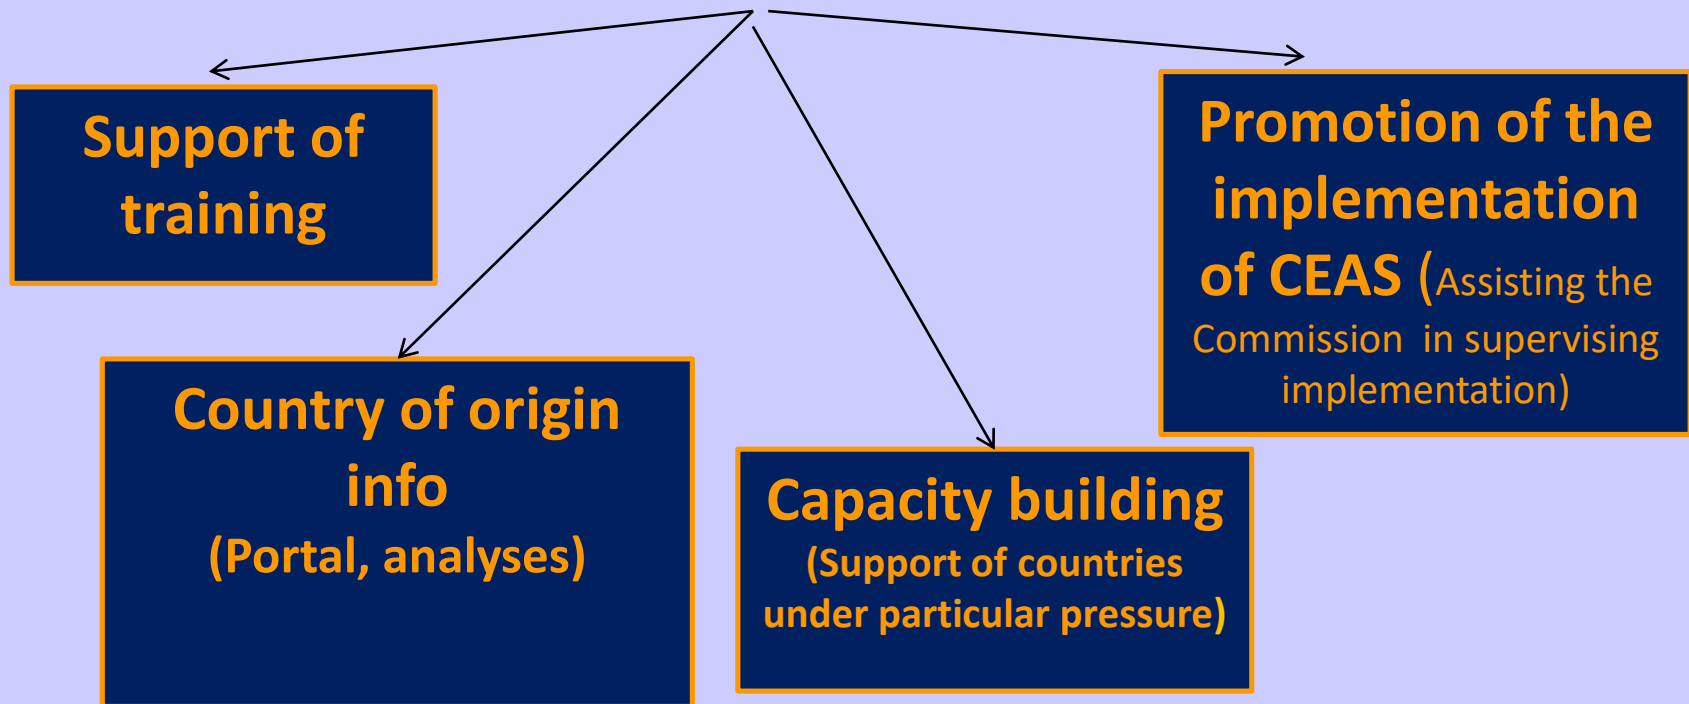 Support of
training
Promotion of the
implementation
of CEAS (Assisting the
Commission in supervising
implementation)
Country of origin
info
(Portal, analyses)
Capacity building
(Support of countries
under particular pressure)